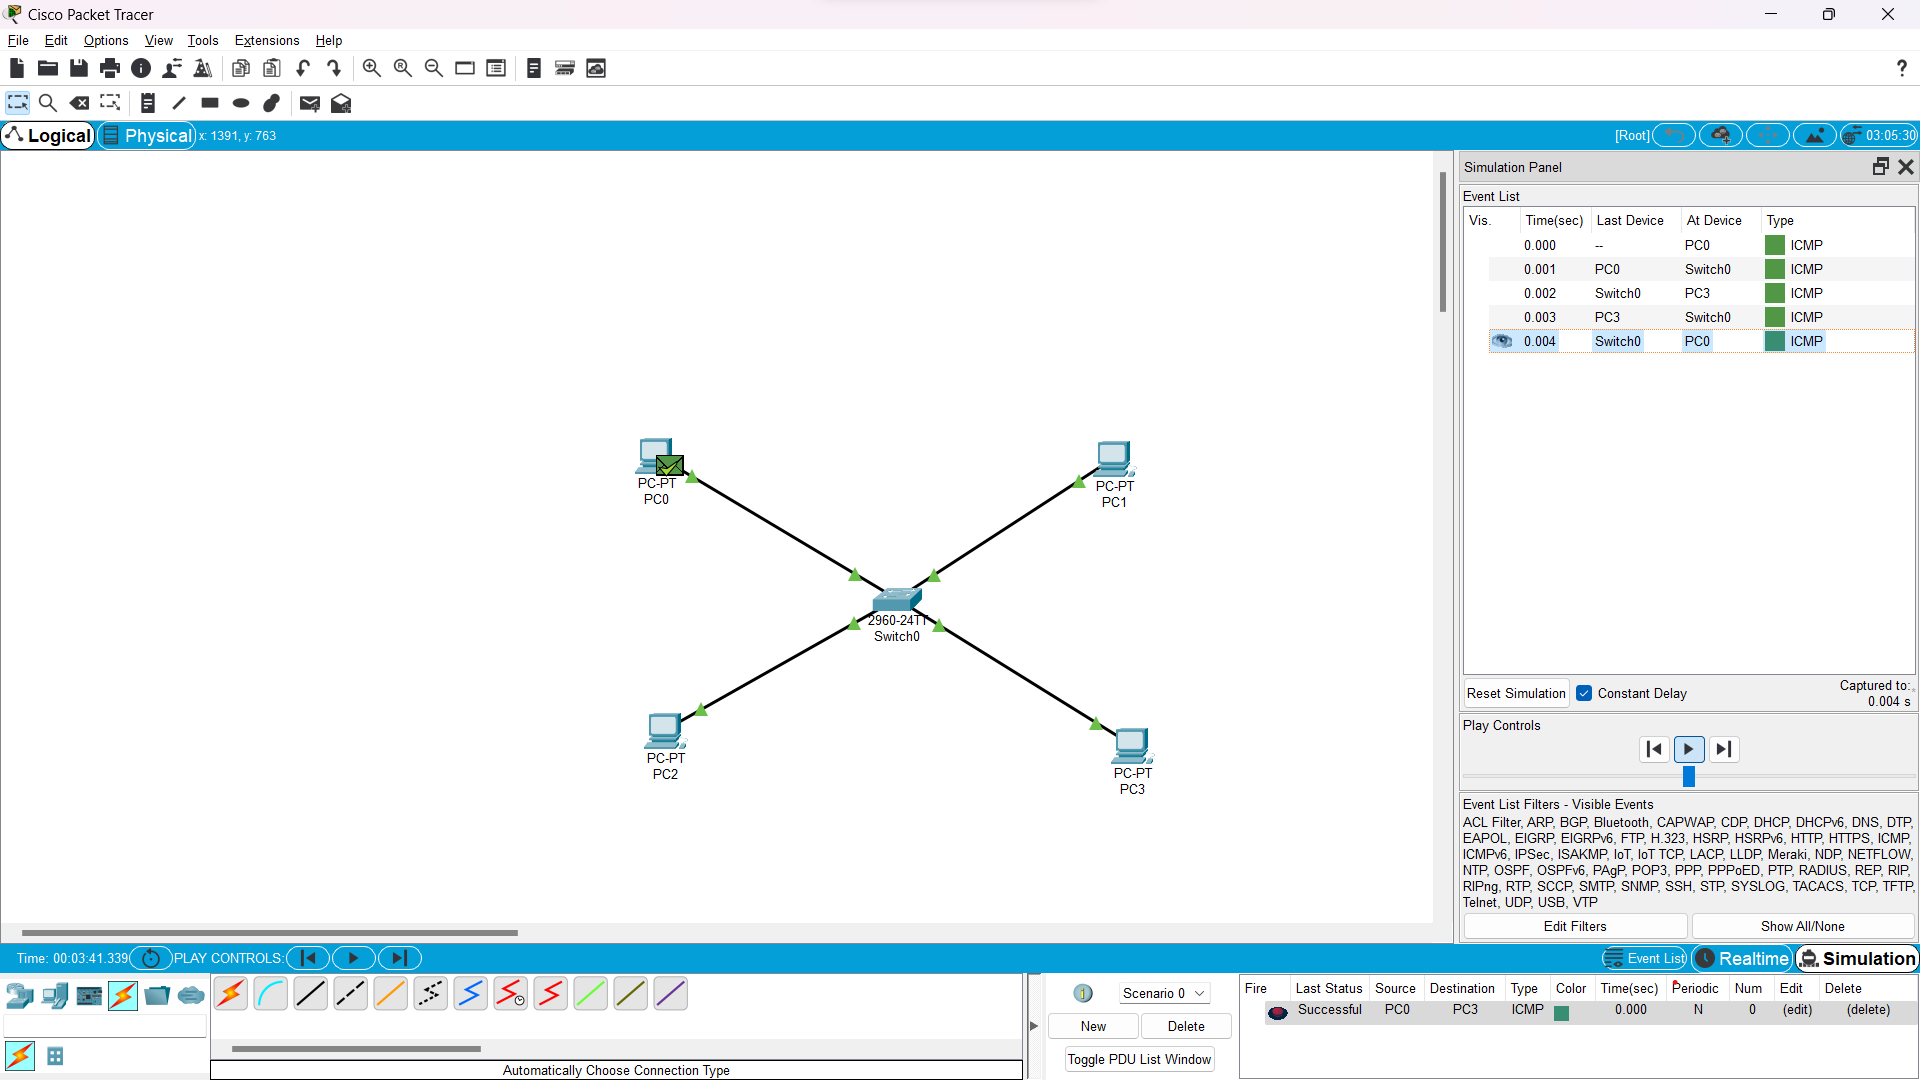 Cisco Packet Tracer
File Edit Options View Tools Extensions Help
Logical Physical x: 1391, y: 763 [Root] 03:05:30
Simulation Panel
Event List
Vis. Time(sec) Last Device At Device Type
0.000 -- PC0 ICMP
0.001 PC0 Switch0 ICMP
0.002 Switch0 PC3 ICMP
0.003 PC3 Switch0 ICMP
0.004 Switch0 PC0 ICMP
PC-PT
PC0
PC-PT
PC1
2960-24TT
Switch0
PC-PT
PC2
PC-PT
PC3
Reset Simulation Constant Delay Captured to:
0.004 s
Play Controls
Event List Filters - Visible Events
ACL Filter, ARP, BGP, Bluetooth, CAPWAP, CDP, DHCP, DHCPv6, DNS, DTP,
EAPOL, EIGRP, EIGRPv6, FTP, H.323, HSRP, HSRPv6, HTTP, HTTPS, ICMP,
ICMPv6, IPSec, ISAKMP, IoT, IoT TCP, LACP, LLDP, Meraki, NDP, NETFLOW,
NTP, OSPF, OSPFv6, PAgP, POP3, PPP, PPPoED, PTP, RADIUS, REP, RIP,
RIPng, RTP, SCCP, SMTP, SNMP, SSH, STP, SYSLOG, TACACS, TCP, TFTP,
Telnet, UDP, USB, VTP
Edit Filters Show All/None
Time: 00:03:41.339 PLAY CONTROLS: Event List Realtime Simulation
Scenario 0
New Delete
Toggle PDU List Window
Fire Last Status Source Destination Type Color Time(sec) Periodic Num Edit Delete
Successful PC0 PC3 ICMP 0.000 N 0 (edit) (delete)
Automatically Choose Connection Type